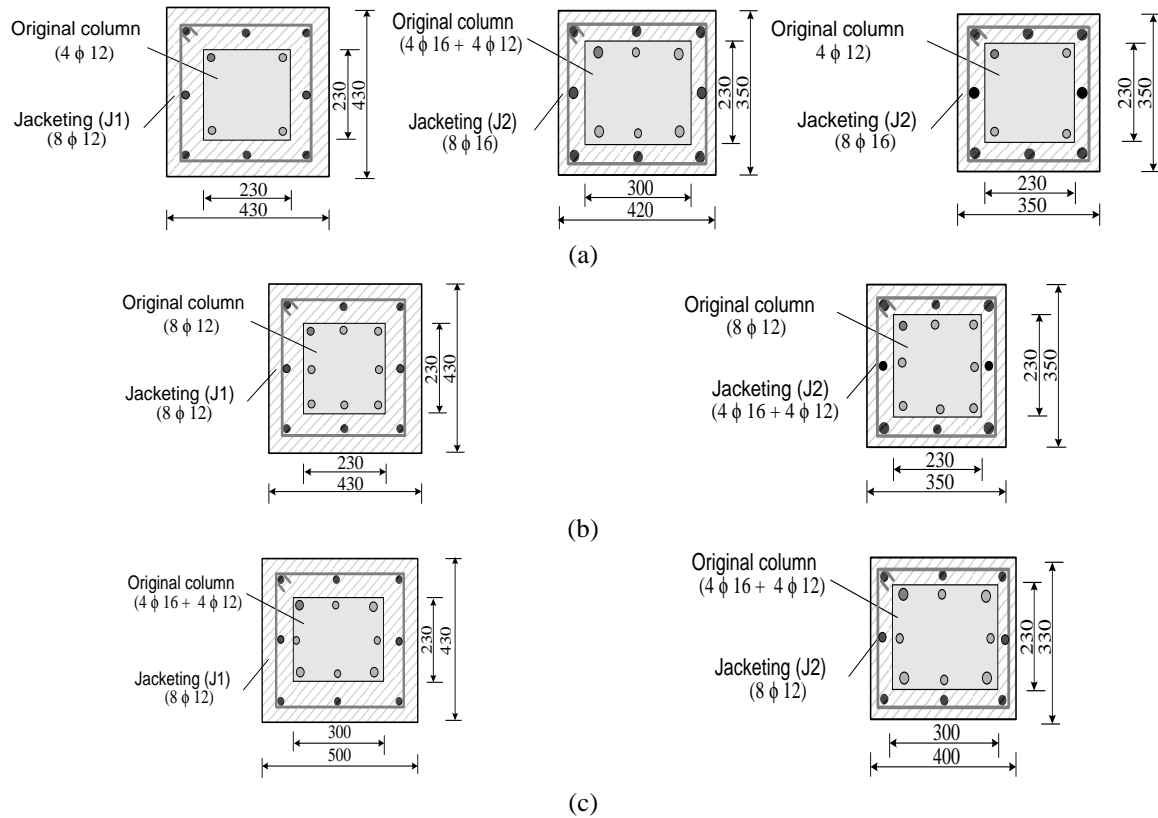 Original column
(4 ϕ 12)
Jacketing (J1)
(8 ϕ 12)
230
430
230
430
Original column
(4 ϕ 16 + 4 ϕ 12)
Jacketing (J2)
(8 ϕ 16)
230
350
300
420
Original column
4 ϕ 12)
Jacketing (J2)
(8 ϕ 16)
230
350
230
350
(a)
Original column
(8 ϕ 12)
Jacketing (J1)
(8 ϕ 12)
230
430
230
430
Original column
(8 ϕ 12)
Jacketing (J2)
(4 ϕ 16 + 4 ϕ 12)
230
350
230
350
(b)
Original column
(4 ϕ 16 + 4 ϕ 12)
Jacketing (J1)
(8 ϕ 12)
230
430
300
500
Original column
(4 ϕ 16 + 4 ϕ 12)
Jacketing (J2)
(8 ϕ 12)
230
330
300
400
(c)